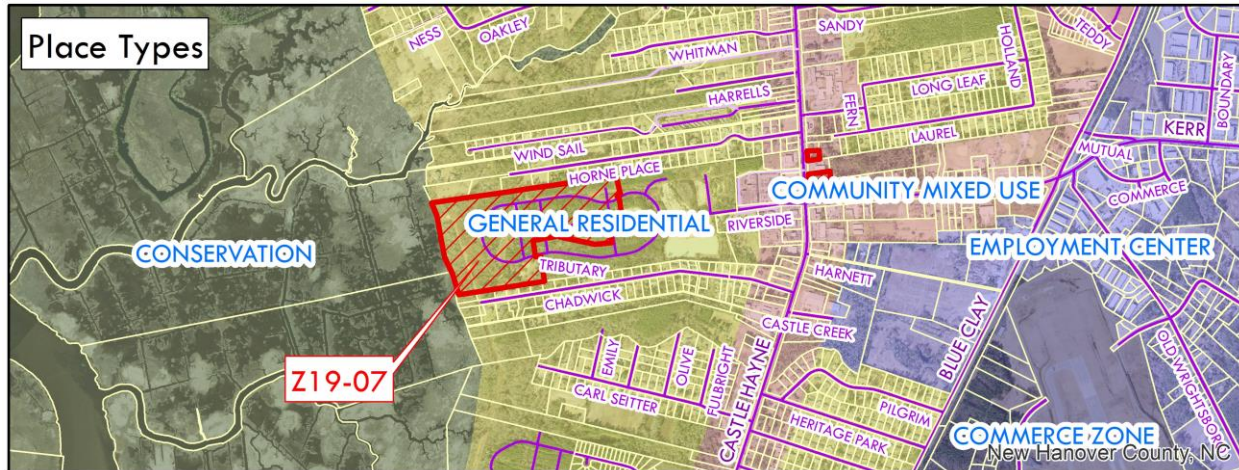 Place Types
NESS
OAKLEY
SANDY
TEDDY
HOLLAND
WHITMAN
BOUNDARY
LONG LEAF
HARRELLS
FERN
LAUREL
KERR
WIND SAIL
MUTUAL
HORNE PLACE
COMMERCE
COMMUNITY MIXED USE
GENERAL RESIDENTIAL
RIVERSIDE
CONSERVATION
EMPLOYMENT CENTER
TRIBUTARY
HARNETT
CHADWICK
CASTLE CREEK
OLD WRIGHTSBORO
BLUE CLAY
EMILY
OLIVE
FULBRIGHT
CASTLE HAYNE
Z19-07
CARL SEITTER
PILGRIM
HERITAGE PARK
COMMERCE ZONE
New Hanover County, NC